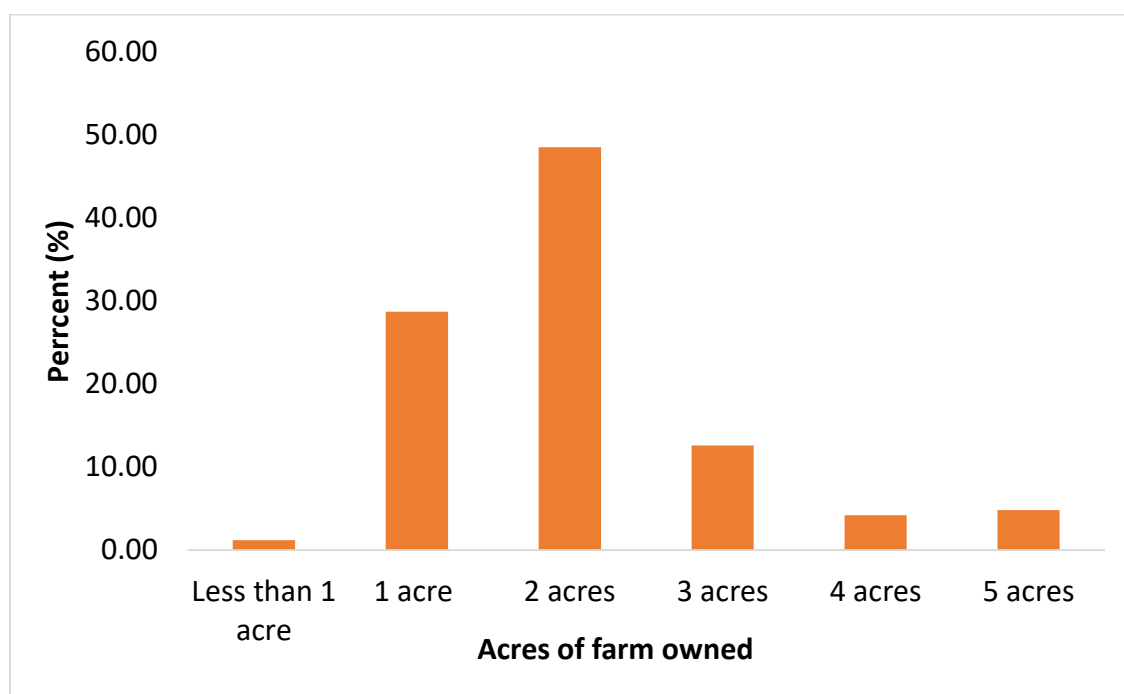 60.00
50.00
40.00
30.00
20.00
10.00
0.00
Perrcent (%)
Less than 1 acre
1 acre
2 acres
3 acres
4 acres
5 acres
Acres of farm owned